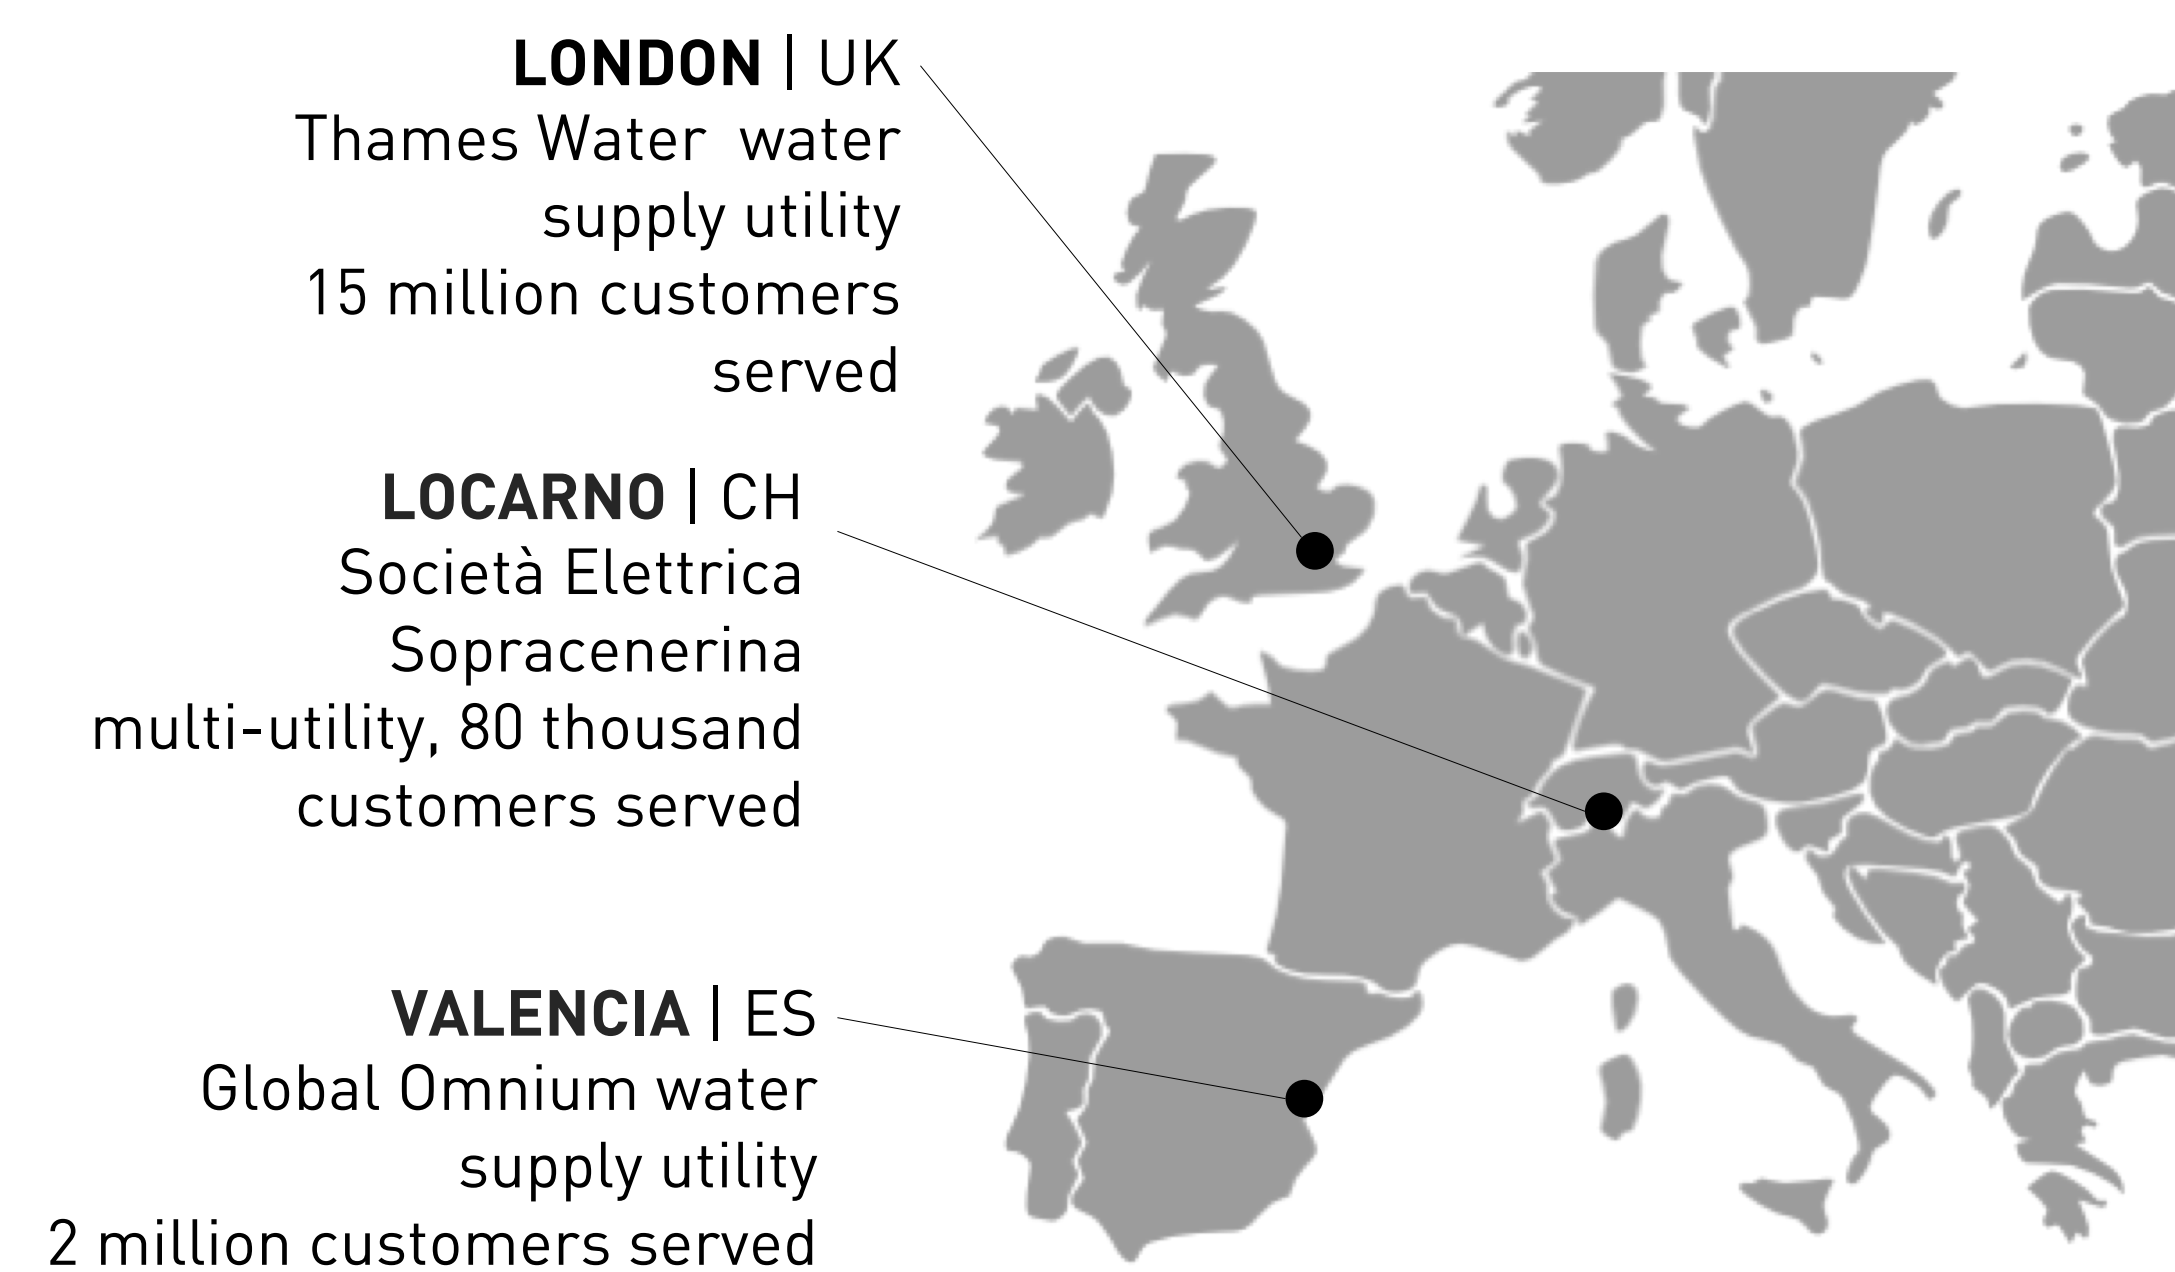 LONDON | UK
Thames Water  water
supply utility
15 million customers
served
LOCARNO | CH
Società Elettrica
Sopracenerina
multi-utility, 80 thousand
customers served
VALENCIA | ES
Global Omnium water
supply utility
2 million customers served